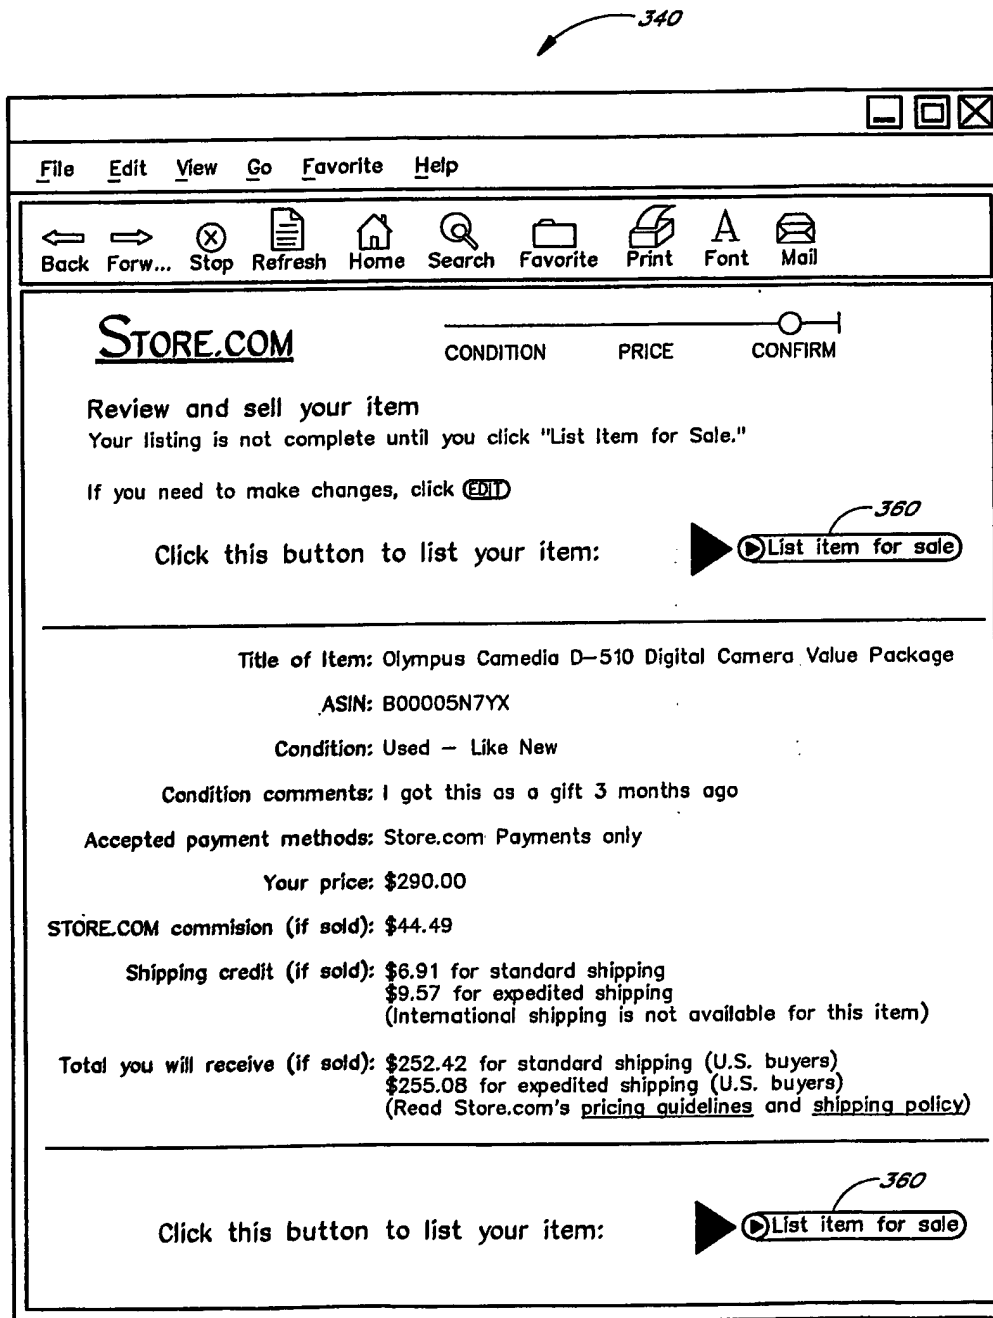 340
File Edit View Go Favorite Help
Back Forw... Stop Refresh Home Search Favorite Print Font Mail
STORE.COM
CONDITION PRICE CONFIRM
Review and sell your item
Your listing is not complete until you click "List Item for Sale."
If you need to make changes, click EDIT
360
Click this button to list your item: List item for sale
Title of Item: Olympus Camedia D-510 Digital Camera Value Package
ASIN: B00005N7YX
Condition: Used - Like New
Condition comments: I got this as a gift 3 months ago
Accepted payment methods: Store.com Payments only
Your price: $290.00
STORE.COM commision (if sold): $44.49
Shipping credit (if sold): $6.91 for standard shipping
$9.57 for expedited shipping
(International shipping is not available for this item)
Total you will receive (if sold): $252.42 for standard shipping (U.S. buyers)
$255.08 for expedited shipping (U.S. buyers)
(Read Store.com's pricing guidelines and shipping policy)
360
Click this button to list your item: List item for sale